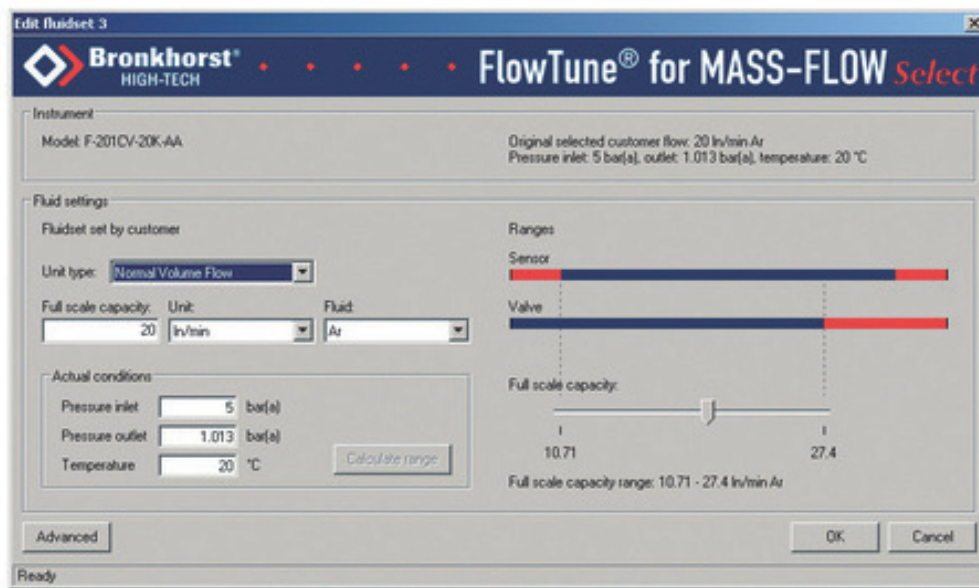 Edit fluidset 3
Bronkhorst®
HIGH-TECH
FlowTune® for MASS-FLOW Select
Instrument
Model: F-201CV-20K-AA
Original selected customer flow: 20 ln/min Ar
Pressure inlet: 5 bar(a), outlet: 1.013 bar(a), temperature: 20 °C
Fluid settings
Fluidset set by customer
Unit type: Normal Volume Flow
Full scale capacity: Unit: Fluid:
20 ln/min Ar
Actual conditions
Pressure inlet 5 bar(a)
Pressure outlet 1.013 bar(a)
Temperature 20 °C
Calculate range
Ranges
Sensor
Valve
Full scale capacity:
10.71 27.4
Full scale capacity range: 10.71 - 27.4 ln/min Ar
Advanced
OK
Cancel
Ready